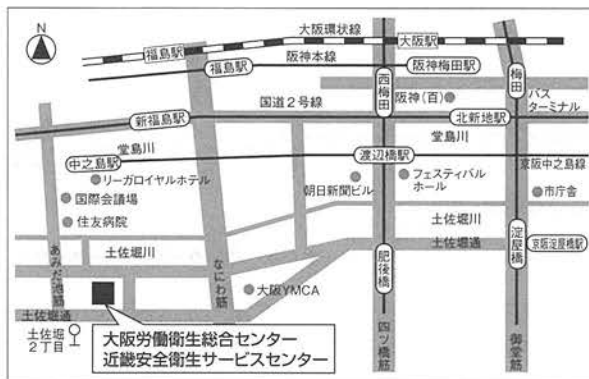 N
大阪環状線
大阪駅
福島駅
阪神本線
福島駅
阪神梅田駅
西梅田
梅田
阪神(百)
バス
ターミナル
国道2号線
新福島駅
北新地駅
堂島川
堂島川
中之島駅
渡辺橋駅
京阪中之島線
リーガロイヤルホテル
朝日新聞ビル
フェスティバル
ホール
国際会議場
市庁舎
住友病院
土佐堀川
土佐堀川
土佐堀通
あみだ池筋
なにわ筋
肥後橋
淀屋橋
京阪淀屋橋駅
大阪YMCA
土佐堀通
土佐堀
2丁目
四ツ橋筋
御堂筋
大阪労働衛生総合センター
近畿安全衛生サービスセンター